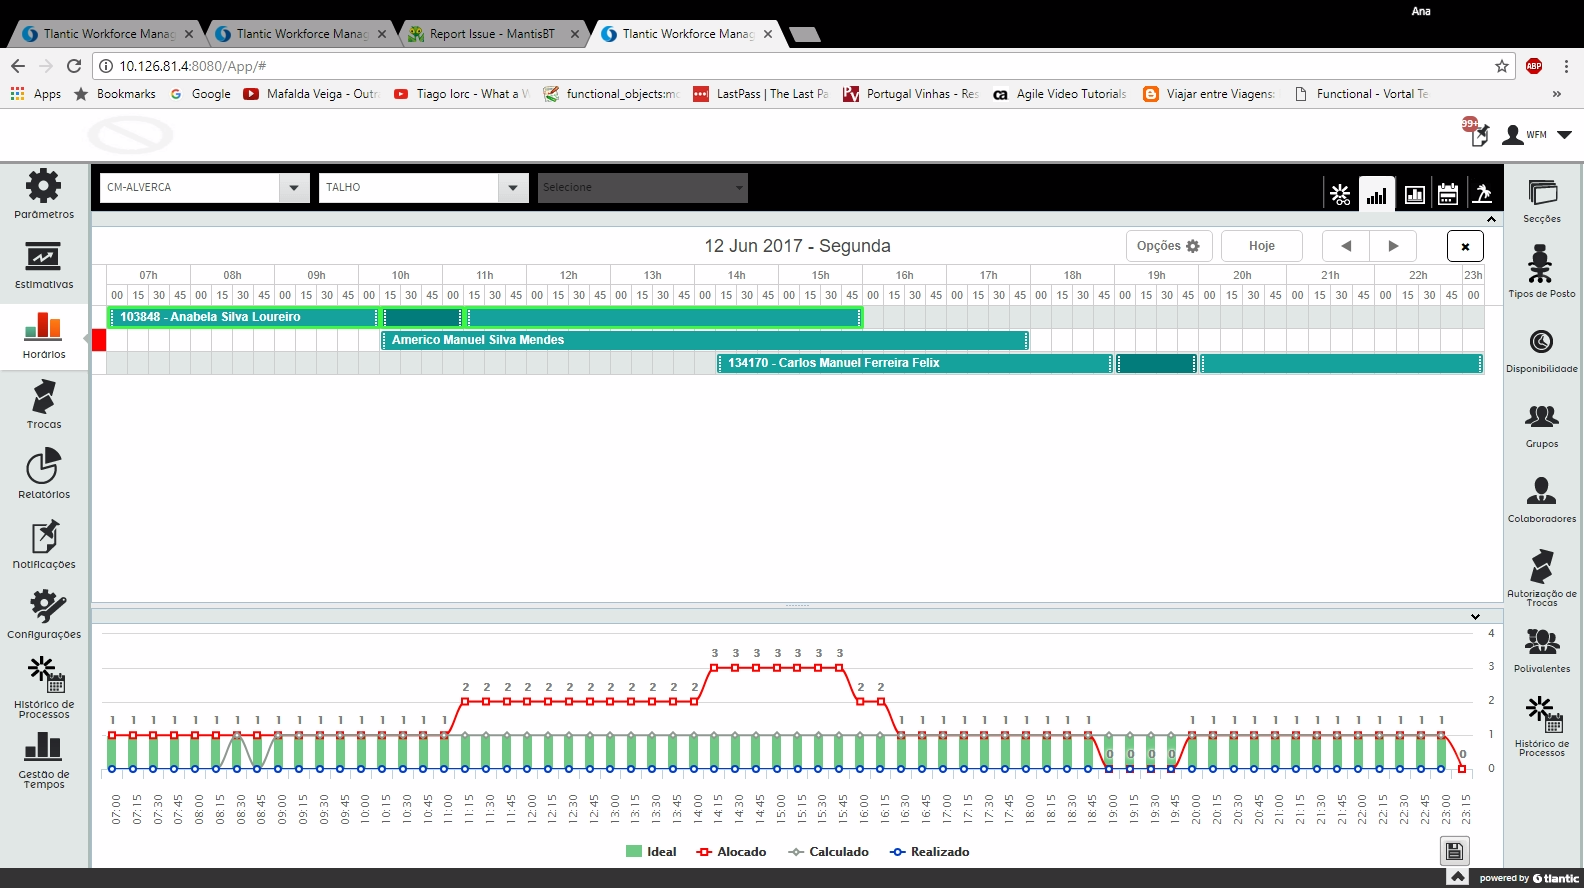 Ana
Tlantic Workforce Manag
Tlantic Workforce Manag
Report Issue - MantisBT
Tlantic Workforce Manag
10.126.81.4:8080/App/#
ABP
Apps
Bookmarks
Google
Mafalda Veiga - Outr
Tiago Iorc - What a W
functional_objects:mo
LastPass | The Last Pa
Portugal Vinhas - Res
Agile Video Tutorials
Viajar entre Viagens:
Functional - Vortal Te
»
99+
WFM
Parâmetros
Estimativas
Horários
Trocas
Relatórios
Notificações
Configurações
Histórico de
Processos
Gestão de
Tempos
CM-ALVERCA
TALHO
Selecione
12 Jun 2017 - Segunda
Opções
Hoje
07h 08h 09h 10h 11h 12h 13h 14h 15h 16h 17h 18h 19h 20h 21h 22h 23h
00 15 30 45 00 15 30 45 00 15 30 45 00 15 30 45 00 15 30 45 00 15 30 45 00 15 30 45 00 15 30 45 00 15 30 45 00 15 30 45 00 15 30 45 00 15 30 45 00 15 30 45 00 15 30 45 00 15 30 45 00 15 30 45 00
103848 - Anabela Silva Loureiro
Americo Manuel Silva Mendes
134170 - Carlos Manuel Ferreira Felix
4
3 3 3 3 3 3 3
3
2 2 2 2 2 2 2 2 2 2 2 2 2 2
2
1 1 1 1 1 1 1 1 1 1 1 1 1 1 1 1 1 1 1 1 1 1 1 1 1 1 1 1 1 1 1 1 1 1 1 1 1 1 1 1
1
0 0 0 0 0
0
07:00 07:15 07:30 07:45 08:00 08:15 08:30 08:45 09:00 09:15 09:30 09:45 10:00 10:15 10:30 10:45 11:00 11:15 11:30 11:45 12:00 12:15 12:30 12:45 13:00 13:15 13:30 13:45 14:00 14:15 14:30 14:45 15:00 15:15 15:30 15:45 16:00 16:15 16:30 16:45 17:00 17:15 17:30 17:45 18:00 18:15 18:30 18:45 19:00 19:15 19:30 19:45 20:00 20:15 20:30 20:45 21:00 21:15 21:30 21:45 22:00 22:15 22:30 22:45 23:00 23:15
Ideal
Alocado
Calculado
Realizado
Secções
Tipos de Posto
Disponibilidade
Grupos
Colaboradores
Autorização de
Trocas
Polivalentes
Histórico de
Processos
powered by tlantic